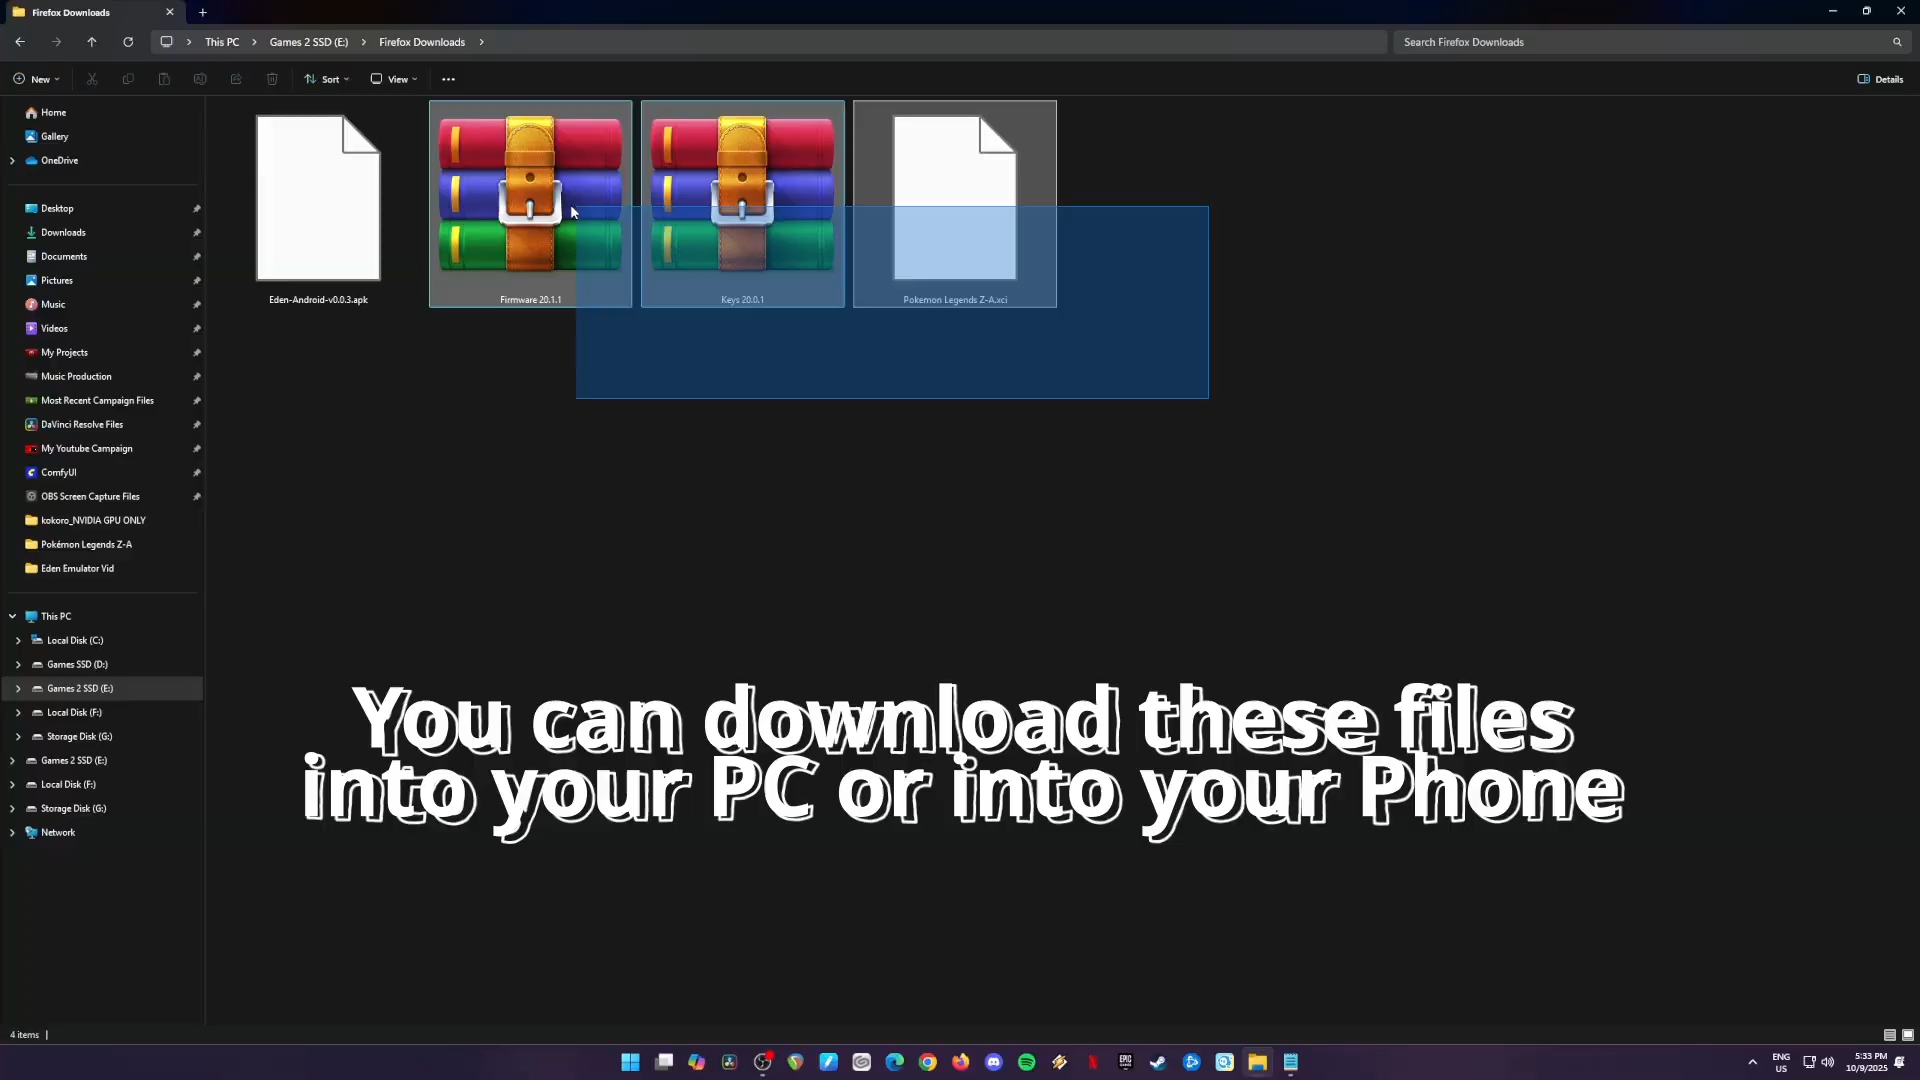 Firefox Downloads
This PC
Games 2 SSD (E:)
Firefox Downloads
Search Firefox Downloads
New
Sort
View
Details
Home
Gallery
OneDrive
Desktop
Downloads
Documents
Pictures
Music
Videos
My Projects
Music Production
Most Recent Campaign Files
DaVinci Resolve Files
My Youtube Campaign
ComfyUI
OBS Screen Capture Files
kokoro_NVIDIA GPU ONLY
Pokémon Legends Z-A
Eden Emulator Vid
This PC
Local Disk (C:)
Games SSD (D:)
Games 2 SSD (E:)
Local Disk (F:)
Storage Disk (G:)
Games 2 SSD (E:)
Local Disk (F:)
Storage Disk (G:)
Network
Eden-Android-v0.0.3.apk
Firmware 20.1.1
Keys 20.0.1
Pokemon Legends Z-A.xci
You can download these files
into your PC or into your Phone
4 items
EPIC
GAMES
ENG
US
5:33 PM
10/9/2025